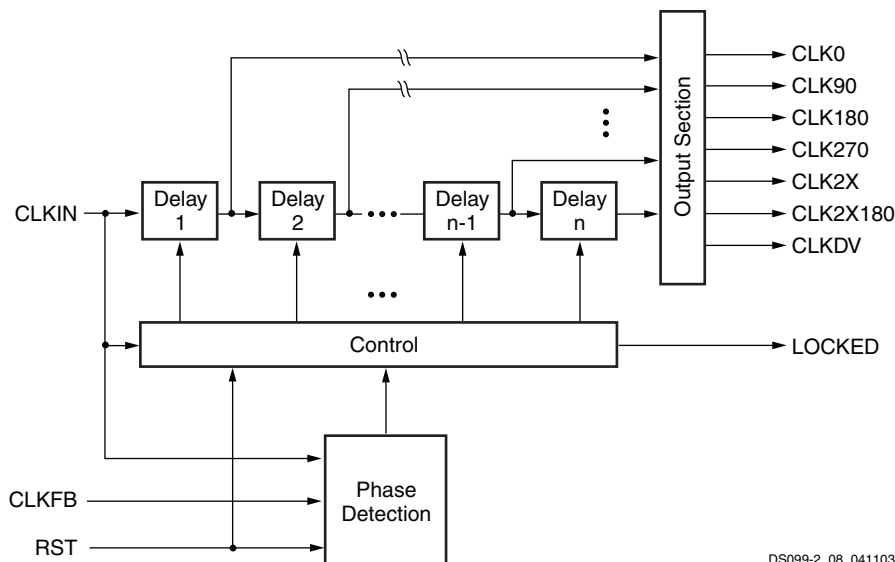 CLK0
CLK90
CLK180
CLK270
CLK2X
CLK2X180
CLKDV
Output Section
CLKIN
Delay
1
Delay
2
Delay
n-1
Delay
n
Control
LOCKED
CLKFB
Phase
Detection
RST
DS099-2_08_041103